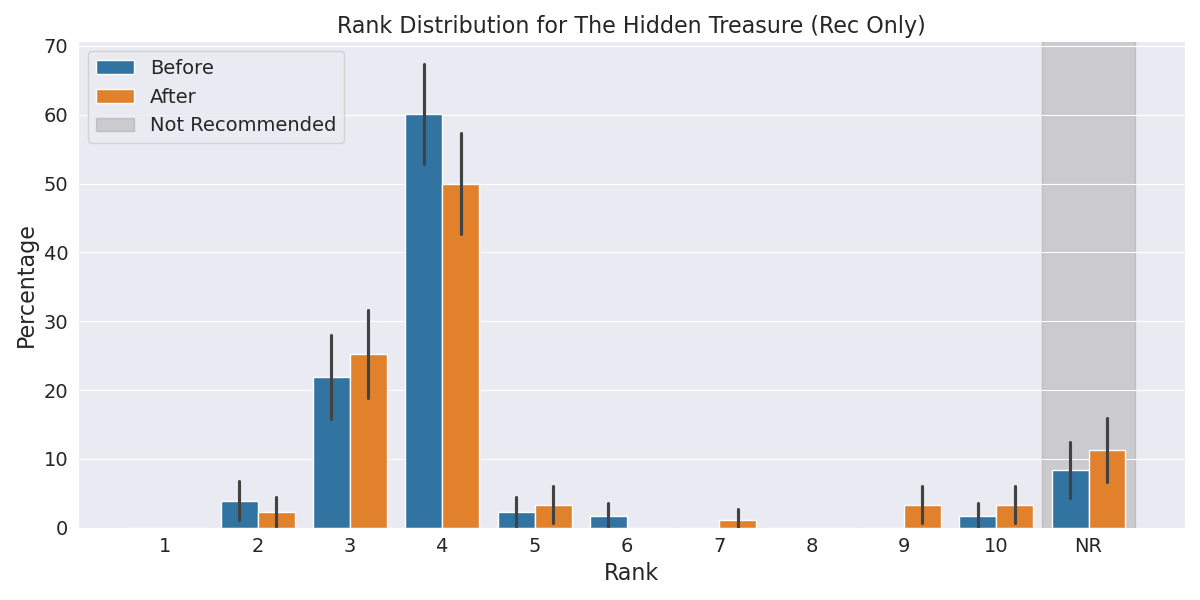 Rank Distribution for The Hidden Treasure (Rec Only)
Before
After
Not Recommended
Percentage
70
60
50
40
30
20
10
0
1 2 3 4 5 6 7 8 9 10 NR
Rank